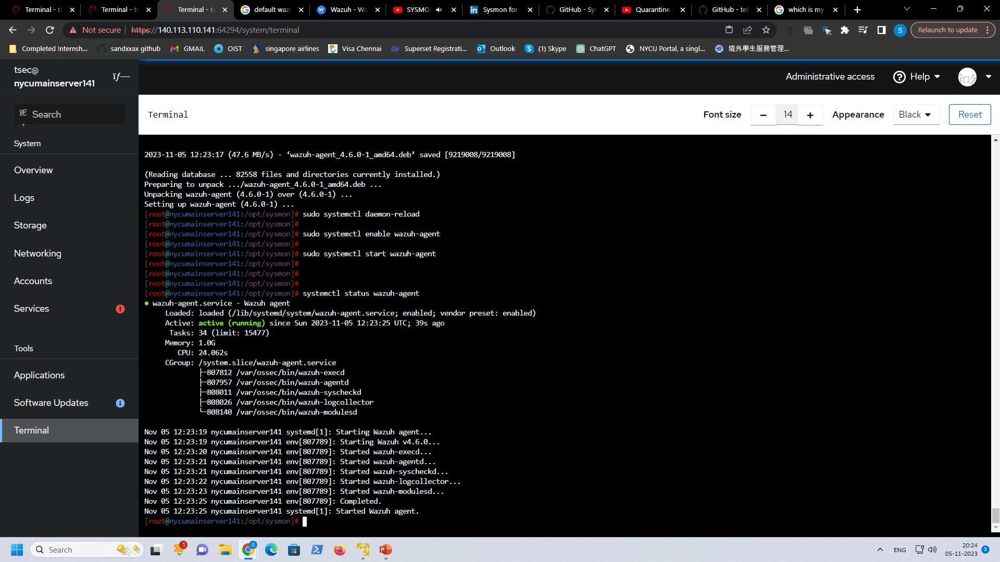 Terminal - ts
Terminal - ts
Terminal - ts
default waz
Wazuh - Wa
SYSMO
Sysmon for
GitHub - Sy
Quarantine
GitHub - tel
which is my
Not secure
https://140.113.110.141:64294/system/terminal
S
Relaunch to update
Completed Internsh...
sandxxax github
GMAIL
OIST
singapore airlines
Visa Chennai
Superset Registrati...
Outlook
(1) Skype
ChatGPT
NYCU Portal, a singl...
境外學生服務管理...
tsec@
nycumainserver141
ïƒ—
Administrative access
Help
Search
Terminal
Font size
− 14 +
Appearance
Black
Reset
System
Overview
Logs
Storage
Networking
Accounts
Services
Tools
Applications
Software Updates
Terminal
2023-11-05 12:23:17 (47.6 MB/s) - ‘wazuh-agent_4.6.0-1_amd64.deb’ saved [9219008/9219008]
(Reading database ... 82558 files and directories currently installed.)
Preparing to unpack .../wazuh-agent_4.6.0-1_amd64.deb ...
Unpacking wazuh-agent (4.6.0-1) over (4.6.0-1) ...
Setting up wazuh-agent (4.6.0-1) ...
[root@nycumainserver141:/opt/sysmon]# sudo systemctl daemon-reload
[root@nycumainserver141:/opt/sysmon]#
[root@nycumainserver141:/opt/sysmon]# sudo systemctl enable wazuh-agent
[root@nycumainserver141:/opt/sysmon]#
[root@nycumainserver141:/opt/sysmon]# sudo systemctl start wazuh-agent
[root@nycumainserver141:/opt/sysmon]#
[root@nycumainserver141:/opt/sysmon]#
[root@nycumainserver141:/opt/sysmon]#
[root@nycumainserver141:/opt/sysmon]# systemctl status wazuh-agent
● wazuh-agent.service - Wazuh agent
Loaded: loaded (/lib/systemd/system/wazuh-agent.service; enabled; vendor preset: enabled)
Active: active (running) since Sun 2023-11-05 12:23:25 UTC; 39s ago
Tasks: 34 (limit: 15477)
Memory: 1.0G
CPU: 24.062s
CGroup: /system.slice/wazuh-agent.service
├─807812 /var/ossec/bin/wazuh-execd
├─807957 /var/ossec/bin/wazuh-agentd
├─808011 /var/ossec/bin/wazuh-syscheckd
├─808026 /var/ossec/bin/wazuh-logcollector
└─808140 /var/ossec/bin/wazuh-modulesd
Nov 05 12:23:19 nycumainserver141 systemd[1]: Starting Wazuh agent...
Nov 05 12:23:19 nycumainserver141 env[807789]: Starting Wazuh v4.6.0...
Nov 05 12:23:20 nycumainserver141 env[807789]: Started wazuh-execd...
Nov 05 12:23:21 nycumainserver141 env[807789]: Started wazuh-agentd...
Nov 05 12:23:21 nycumainserver141 env[807789]: Started wazuh-syscheckd...
Nov 05 12:23:22 nycumainserver141 env[807789]: Started wazuh-logcollector...
Nov 05 12:23:23 nycumainserver141 env[807789]: Started wazuh-modulesd...
Nov 05 12:23:25 nycumainserver141 env[807789]: Completed.
Nov 05 12:23:25 nycumainserver141 systemd[1]: Started Wazuh agent.
[root@nycumainserver141:/opt/sysmon]#
Search
1
ENG
20:24
05-11-2023
3